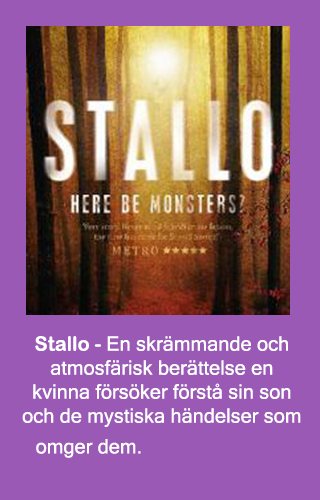 STALLO
HERE BE MONSTERS?
METRO ★★★★★
Stallo - En skrämmande och
atmosfärisk berättelse en
kvinna försöker förstå sin son
och de mystiska händelser som
omger dem.